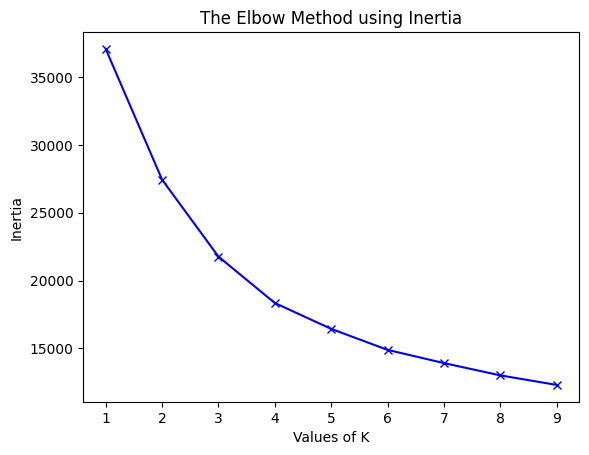 The Elbow Method using Inertia
35000
30000
25000
20000
15000
Inertia
1 2 3 4 5 6 7 8 9
Values of K